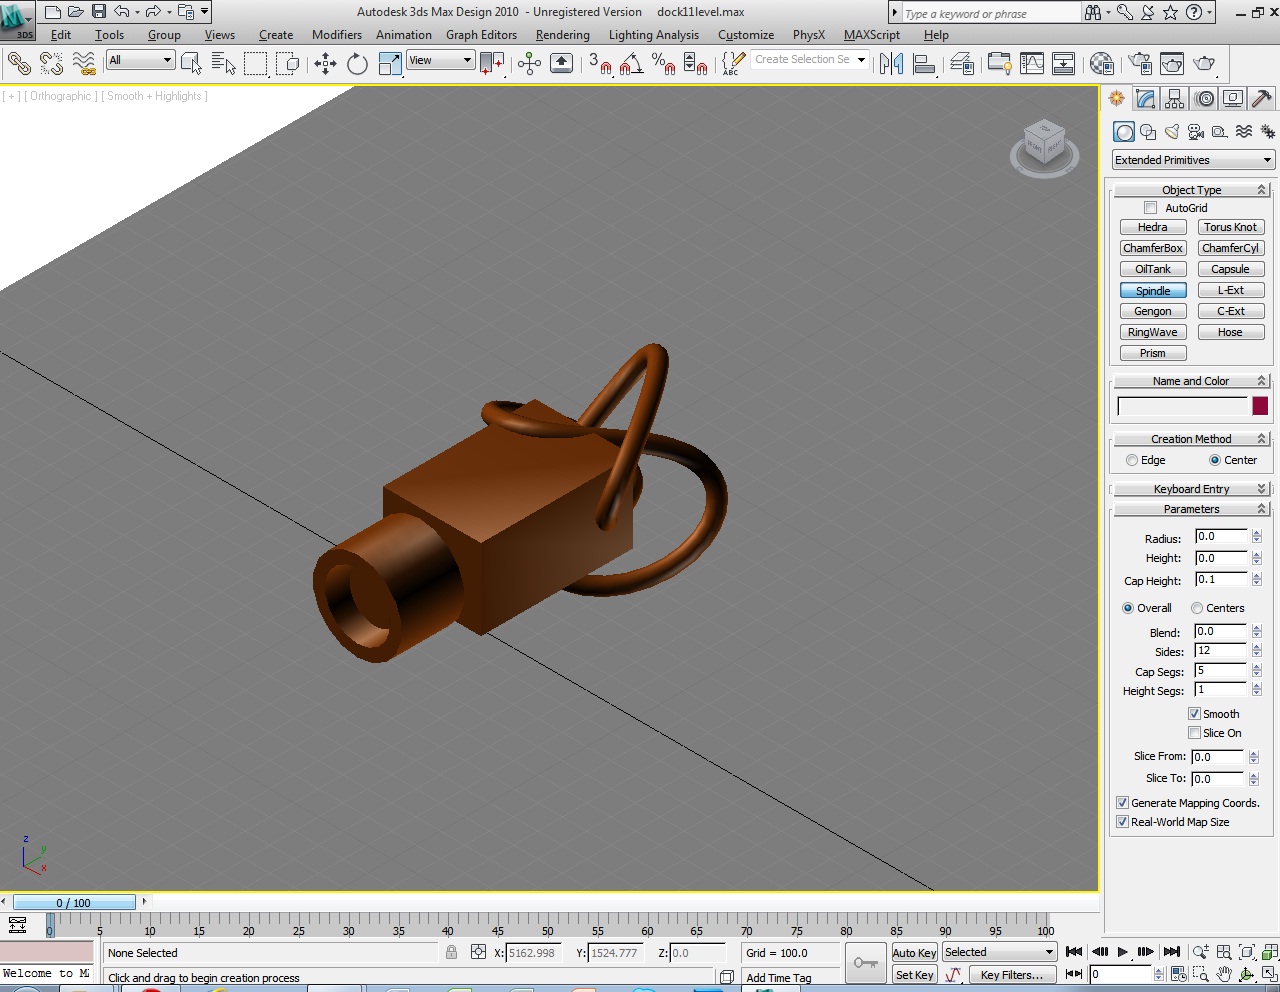 Autodesk 3ds Max Design 2010 - Unregistered Version dock11level.max
Type a keyword or phrase
3DS
Edit Tools Group Views Create Modifiers Animation Graph Editors Rendering Lighting Analysis Customize PhysX MAXScript Help
All View 3 ABC Create Selection Se
[ + ] [ Orthographic ] [ Smooth + Highlights ]
Extended Primitives
Object Type
AutoGrid
Hedra Torus Knot
ChamferBox ChamferCyl
OilTank Capsule
Spindle L-Ext
Gengon C-Ext
RingWave Hose
Prism
Name and Color
Creation Method
Edge Center
Keyboard Entry
Parameters
Radius: 0.0
Height: 0.0
Cap Height: 0.1
Overall Centers
Blend: 0.0
Sides: 12
Cap Segs: 5
Height Segs: 1
Smooth
Slice On
Slice From: 0.0
Slice To: 0.0
Generate Mapping Coords.
Real-World Map Size
z
y
x
0 / 100
0 5 10 15 20 25 30 35 40 45 50 55 60 65 70 75 80 85 90 95 100
None Selected X: 5162.998 Y: 1524.777 Z: 0.0 Grid = 100.0 Auto Key Selected
Welcome to Click and drag to begin creation process Add Time Tag Set Key Key Filters... 0